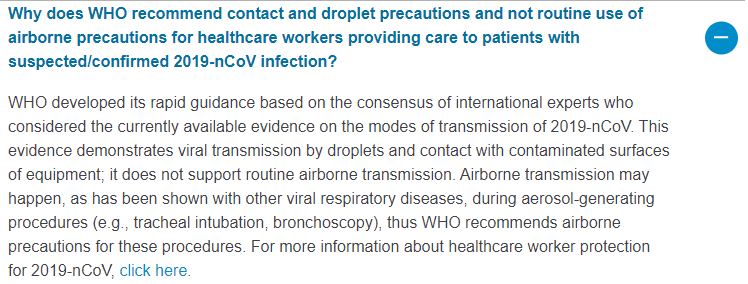 Why does WHO recommend contact and droplet precautions and not routine use of
airborne precautions for healthcare workers providing care to patients with
suspected/confirmed 2019-nCoV infection?
WHO developed its rapid guidance based on the consensus of international experts who
considered the currently available evidence on the modes of transmission of 2019-nCoV. This
evidence demonstrates viral transmission by droplets and contact with contaminated surfaces
of equipment; it does not support routine airborne transmission. Airborne transmission may
happen, as has been shown with other viral respiratory diseases, during aerosol-generating
procedures (e.g., tracheal intubation, bronchoscopy), thus WHO recommends airborne
precautions for these procedures. For more information about healthcare worker protection
for 2019-nCoV, click here.